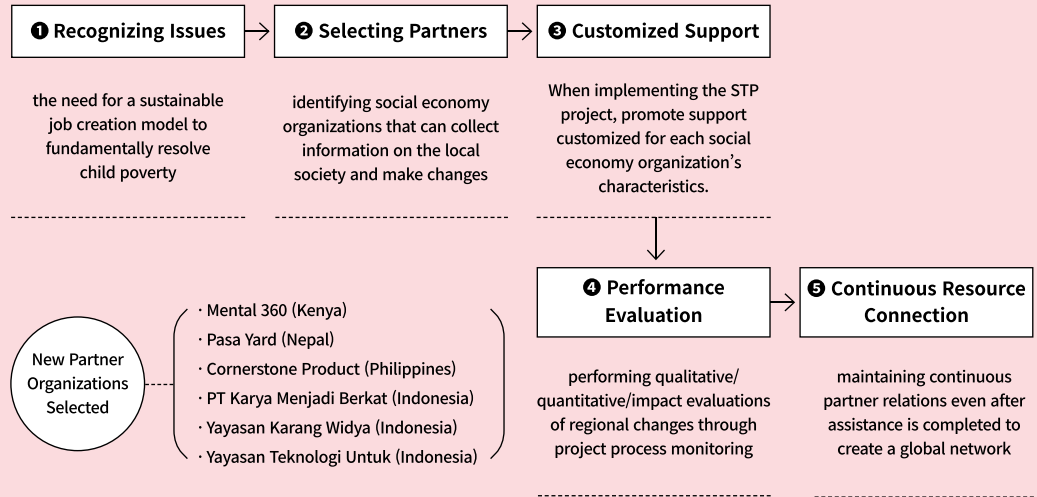 ❶ Recognizing Issues
the need for a sustainable
job creation model to
fundamentally resolve
child poverty
❷ Selecting Partners
identifying social economy
organizations that can collect
information on the local
society and make changes
❸ Customized Support
When implementing the STP
project, promote support
customized for each social
economy organization’s
characteristics.
❹ Performance
Evaluation
performing qualitative/
quantitative/impact evaluations
of regional changes through
project process monitoring
❺ Continuous Resource
Connection
maintaining continuous
partner relations even after
assistance is completed to
create a global network
New Partner
Organizations
Selected
· Mental 360 (Kenya)
· Pasa Yard (Nepal)
· Cornerstone Product (Philippines)
· PT Karya Menjadi Berkat (Indonesia)
· Yayasan Karang Widya (Indonesia)
· Yayasan Teknologi Untuk (Indonesia)